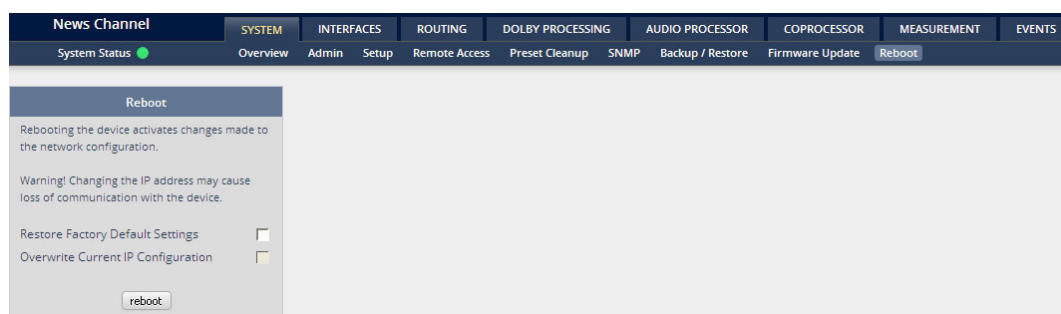 News Channel
SYSTEM INTERFACES ROUTING DOLBY PROCESSING AUDIO PROCESSOR COPROCESSOR MEASUREMENT EVENTS
System Status
Overview Admin Setup Remote Access Preset Cleanup SNMP Backup / Restore Firmware Update Reboot
Reboot
Rebooting the device activates changes made to
the network configuration.
Warning! Changing the IP address may cause
loss of communication with the device.
Restore Factory Default Settings
Overwrite Current IP Configuration
reboot